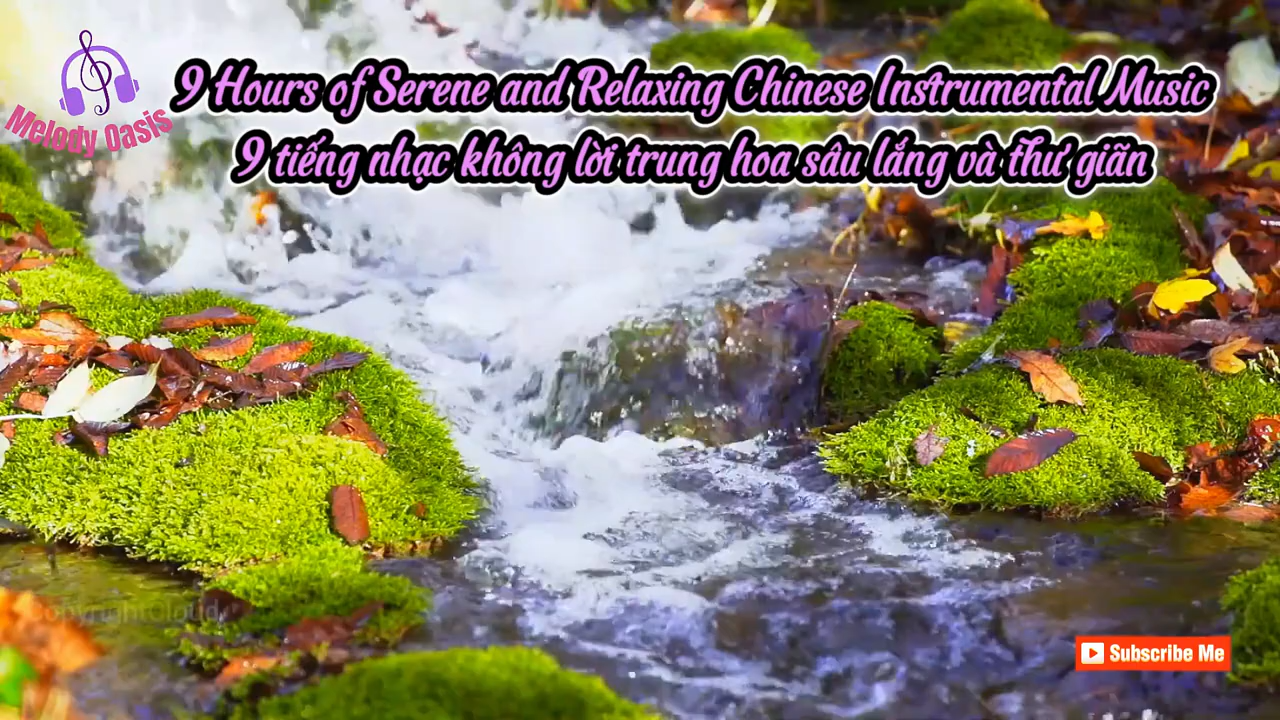 Melody Oasis
9 Hours of Serene and Relaxing Chinese Instrumental Music
9 tiếng nhạc không lời trung hoa sâu lắng và thư giãn
CopyrightCloud
Subscribe Me